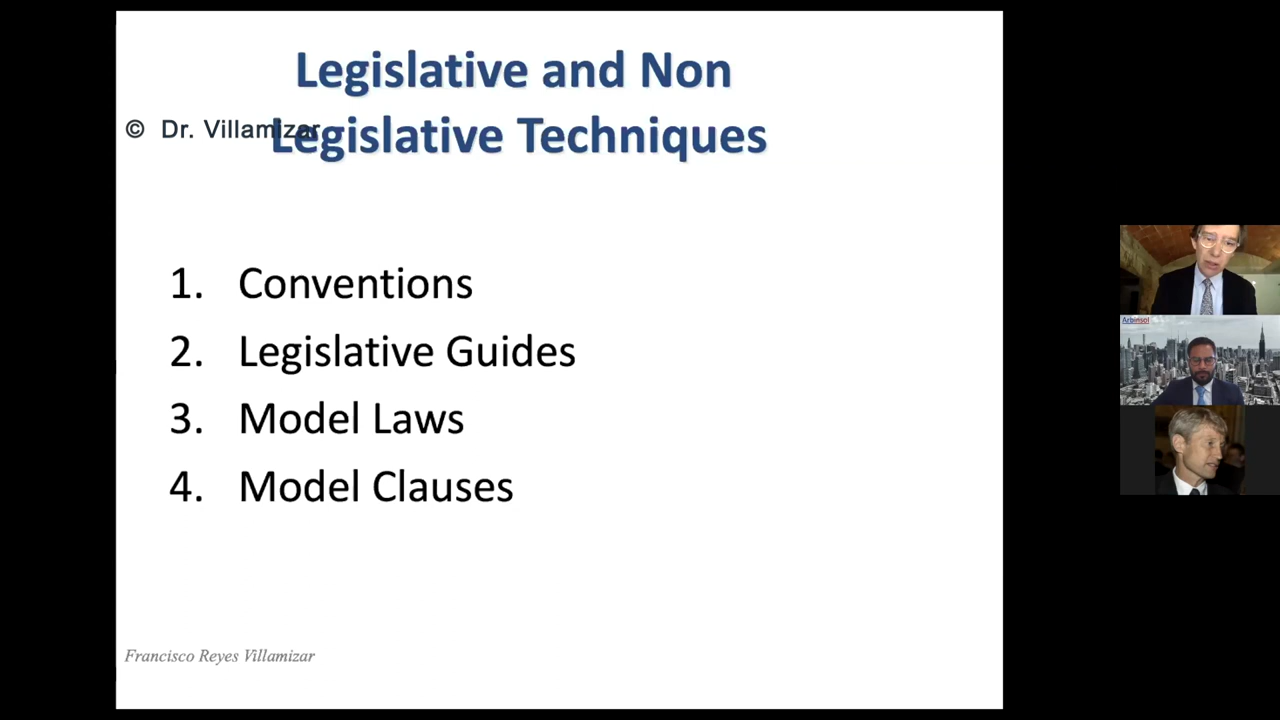 Legislative and Non
© Dr. Villamizar
Legislative Techniques
1. Conventions
2. Legislative Guides
3. Model Laws
4. Model Clauses
Francisco Reyes Villamizar
Arbinsol